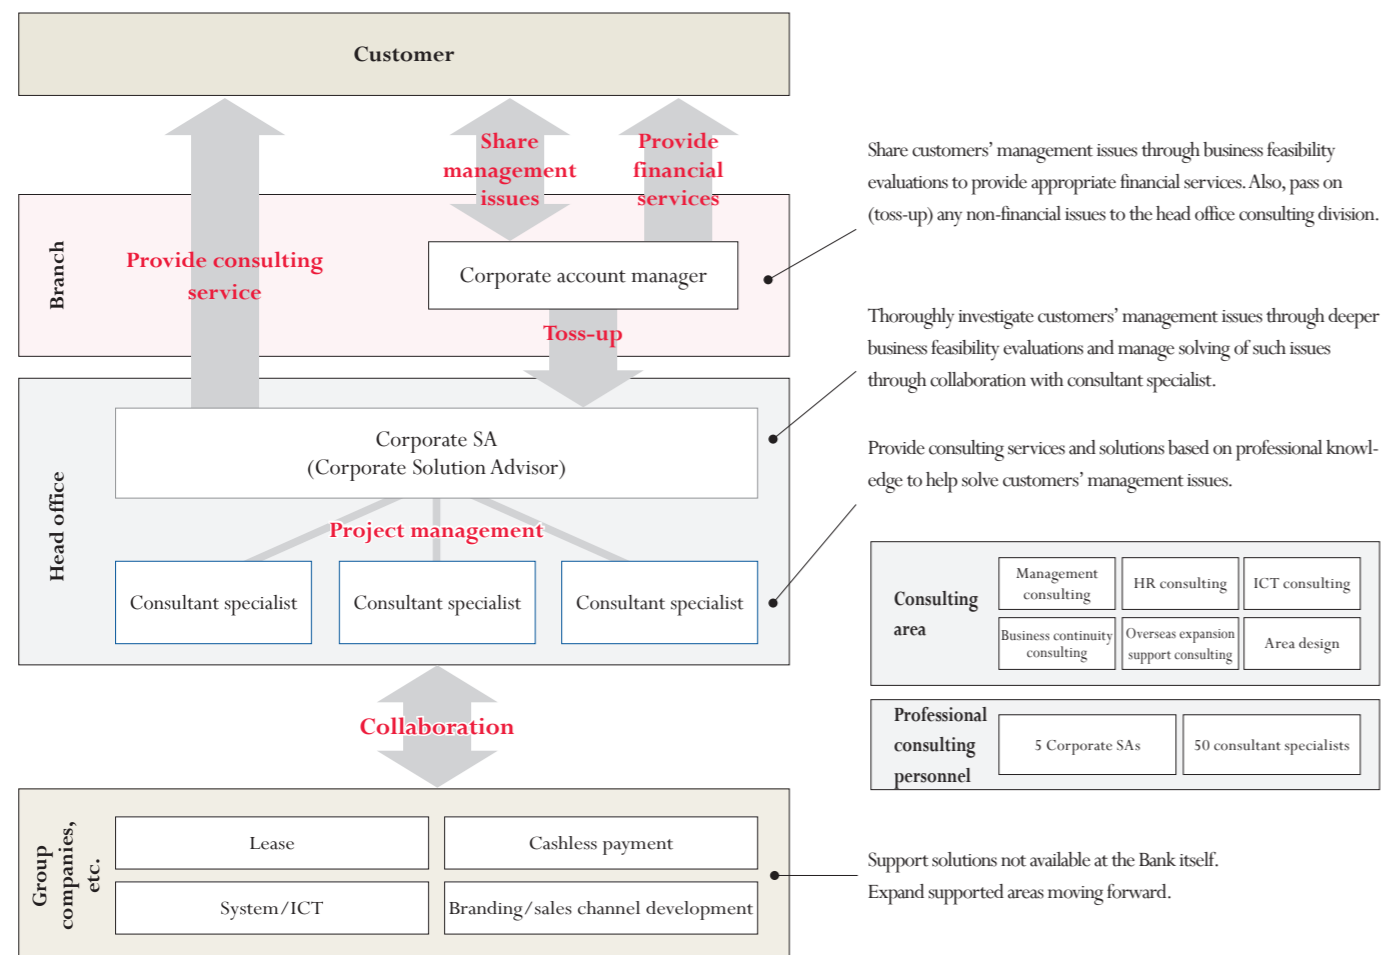 Customer
Share
management
issues
Provide
financial
services
Provide consulting
service
Branch
Corporate account manager
Toss-up
Share customers’ management issues through business feasibility
evaluations to provide appropriate financial services. Also, pass on
(toss-up) any non-financial issues to the head office consulting division.
Thoroughly investigate customers’ management issues through deeper
business feasibility evaluations and manage solving of such issues
through collaboration with consultant specialist.
Head office
Corporate SA
(Corporate Solution Advisor)
Project management
Consultant specialist
Consultant specialist
Consultant specialist
Provide consulting services and solutions based on professional knowl-
edge to help solve customers’ management issues.
Consulting
area
Management
consulting
HR consulting
ICT consulting
Business continuity
consulting
Overseas expansion
support consulting
Area design
Professional
consulting
personnel
5 Corporate SAs
50 consultant specialists
Collaboration
Group
companies,
etc.
Lease
Cashless payment
System/ICT
Branding/sales channel development
Support solutions not available at the Bank itself.
Expand supported areas moving forward.